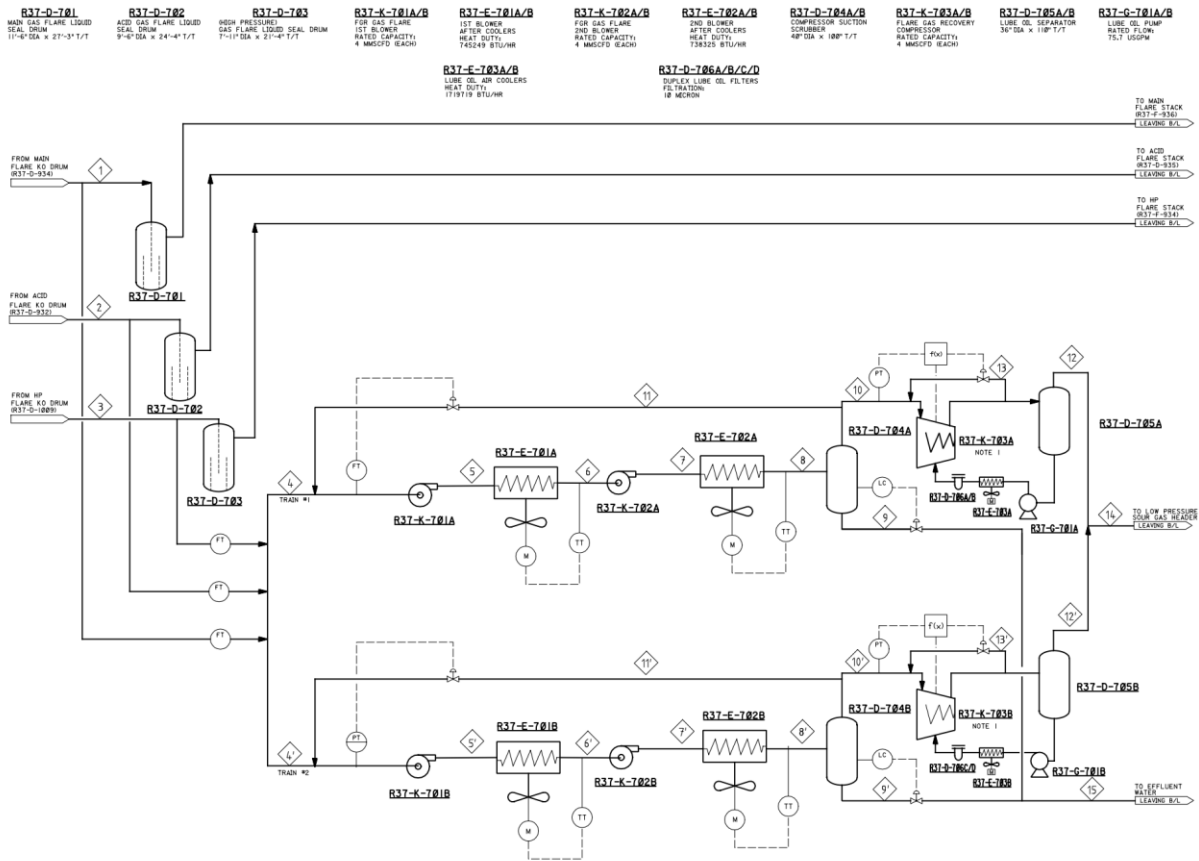 R37-D-701
MAIN GAS FLARE LIQUID
SEAL DRUM
11'-6" DIA x 27'-3" T/T
R37-D-702
ACID GAS FLARE LIQUID
SEAL DRUM
9'-6" DIA x 24'-4" T/T
R37-D-703
(HIGH PRESSURE)
GAS FLARE LIQUID SEAL DRUM
7'-11" DIA x 21'-4" T/T
R37-K-701A/B
FGR GAS FLARE
1ST BLOWER
RATED CAPACITY:
4 MMSCFD (EACH)
R37-E-701A/B
1ST BLOWER
AFTER COOLERS
HEAT DUTY:
745249 BTU/HR
R37-K-702A/B
FGR GAS FLARE
2ND BLOWER
RATED CAPACITY:
4 MMSCFD (EACH)
R37-E-702A/B
2ND BLOWER
AFTER COOLERS
HEAT DUTY:
738325 BTU/HR
R37-D-704A/B
COMPRESSOR SUCTION
SCRUBBER
40" DIA x 100" T/T
R37-K-703A/B
FLARE GAS RECOVERY
COMPRESSOR
RATED CAPACITY:
4 MMSCFD (EACH)
R37-D-705A/B
LUBE OIL SEPARATOR
36" DIA x 110" T/T
R37-G-701A/B
LUBE OIL PUMP
RATED FLOW:
75.7 USGPM
R37-E-703A/B
LUBE OIL AIR COOLERS
HEAT DUTY:
1719719 BTU/HR
R37-D-706A/B/C/D
DUPLEX LUBE OIL FILTERS
FILTRATION:
10 MICRON
TO MAIN
FLARE STACK
(R37-F-936)
LEAVING B/L
FROM MAIN
FLARE KO DRUM
(R37-D-934)
1
TO ACID
FLARE STACK
(R37-D-935)
LEAVING B/L
TO HP
FLARE STACK
(R37-F-934)
LEAVING B/L
R37-D-701
FROM ACID
FLARE KO DRUM
(R37-D-932)
2
R37-D-702
FROM HP
FLARE KO DRUM
(R37-D-1009)
3
R37-D-703
4
TRAIN #1
FT
11
R37-K-701A
5
R37-E-701A
M
TT
6
R37-K-702A
7
R37-E-702A
M
TT
8
R37-D-704A
LC
9
10
PT
f(x)
13
R37-K-703A
NOTE 1
R37-D-706A/B
R37-E-703A
R37-G-701A
12
R37-D-705A
14
TO LOW PRESSURE
SOUR GAS HEADER
LEAVING B/L
FT
FT
FT
4'
TRAIN #2
PT
11'
R37-K-701B
5'
R37-E-701B
M
TT
6'
R37-K-702B
7'
R37-E-702B
M
TT
8'
R37-D-704B
LC
9'
10'
PT
f(x)
13'
R37-K-703B
NOTE 1
R37-D-706C/D
R37-E-703B
R37-G-701B
12'
R37-D-705B
15
TO EFFLUENT
WATER
LEAVING B/L